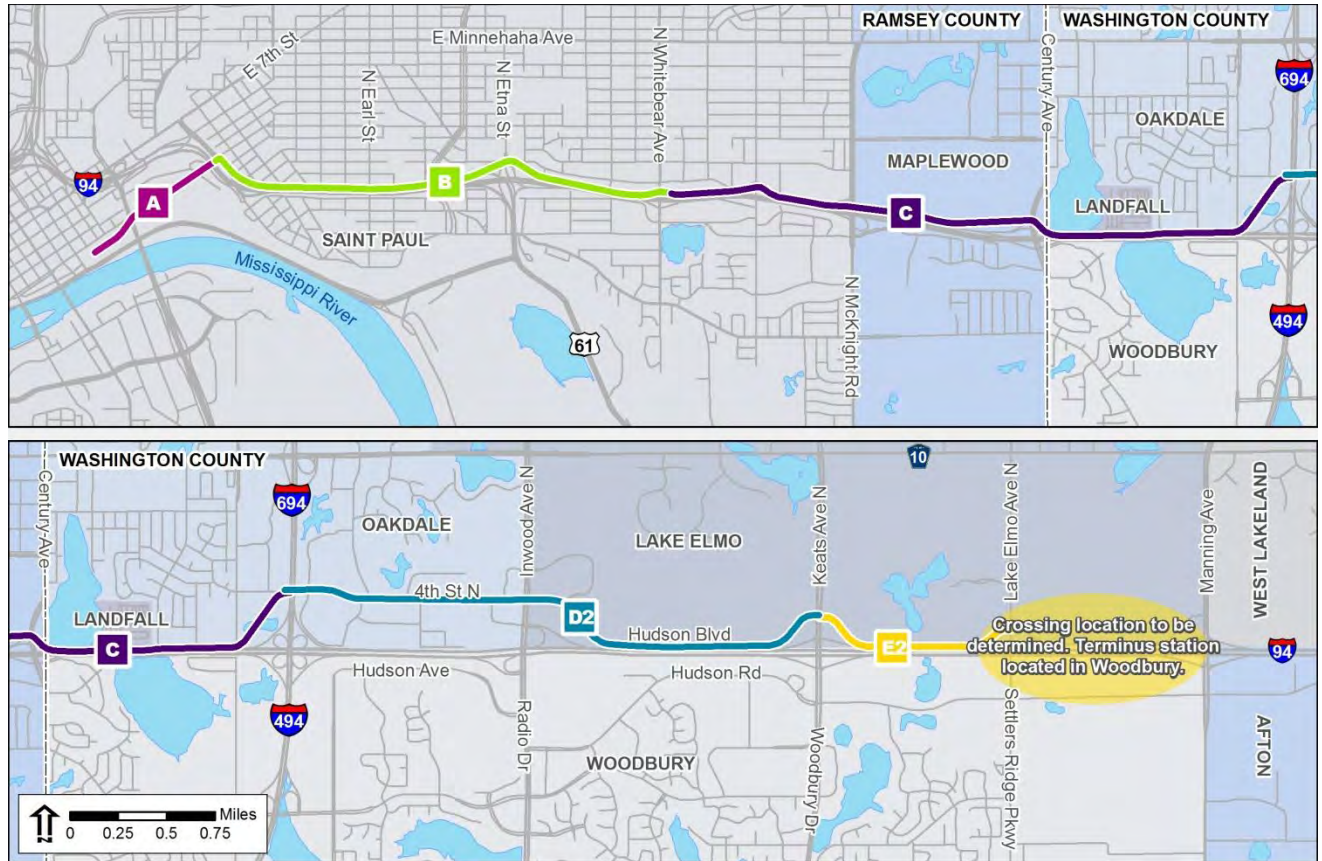 RAMSEY COUNTY
WASHINGTON COUNTY
E Minnehaha Ave
E 7th St
N Earl St
N Etna St
N Whitebear Ave
Century Ave
694
OAKDALE
94
A
B
MAPLEWOOD
C
LANDFALL
SAINT PAUL
Mississippi River
N McKnight Rd
61
494
WOODBURY
WASHINGTON COUNTY
Century Ave
694
OAKDALE
N Inwood Ave
LAKE ELMO
Keats Ave N
10
Lake Elmo Ave N
Manning Ave
WEST LAKELAND
4th St N
LANDFALL
D2
C
Hudson Blvd
E2
Crossing location to be
determined. Terminus station
located in Woodbury.
94
Hudson Ave
Hudson Rd
494
Radio Dr
WOODBURY
Woodbury Dr
Settlers Ridge Pkwy
AFTON
N
Miles
0 0.25 0.5 0.75